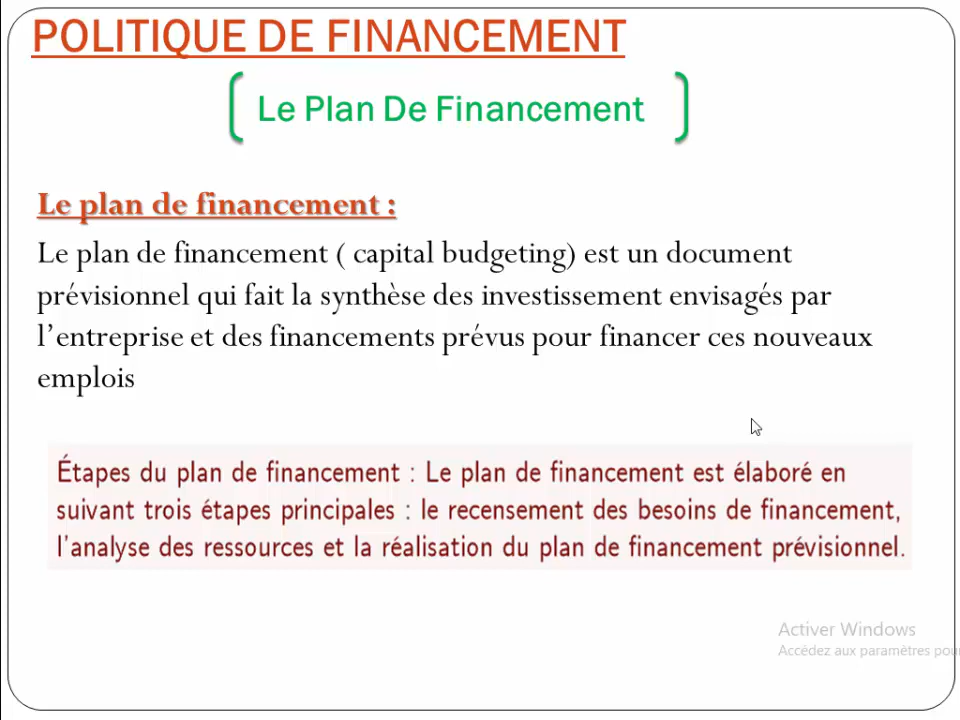 POLITIQUE DE FINANCEMENT
Le Plan De Financement
Le plan de financement :
Le plan de financement ( capital budgeting) est un document
prévisionnel qui fait la synthèse des investissement envisagés par
l'entreprise et des financements prévus pour financer ces nouveaux
emplois
Étapes du plan de financement : Le plan de financement est élaboré en
suivant trois étapes principales : le recensement des besoins de financement,
l'analyse des ressources et la réalisation du plan de financement prévisionnel.
Activer Windows
Accédez aux paramètres pour